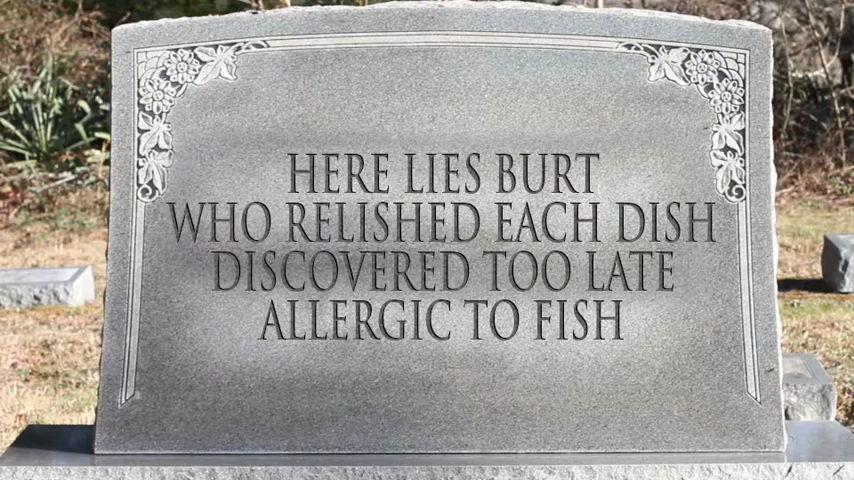 HERE LIES BURT
WHO RELISHED EACH DISH
DISCOVERED TOO LATE
ALLERGIC TO FISH